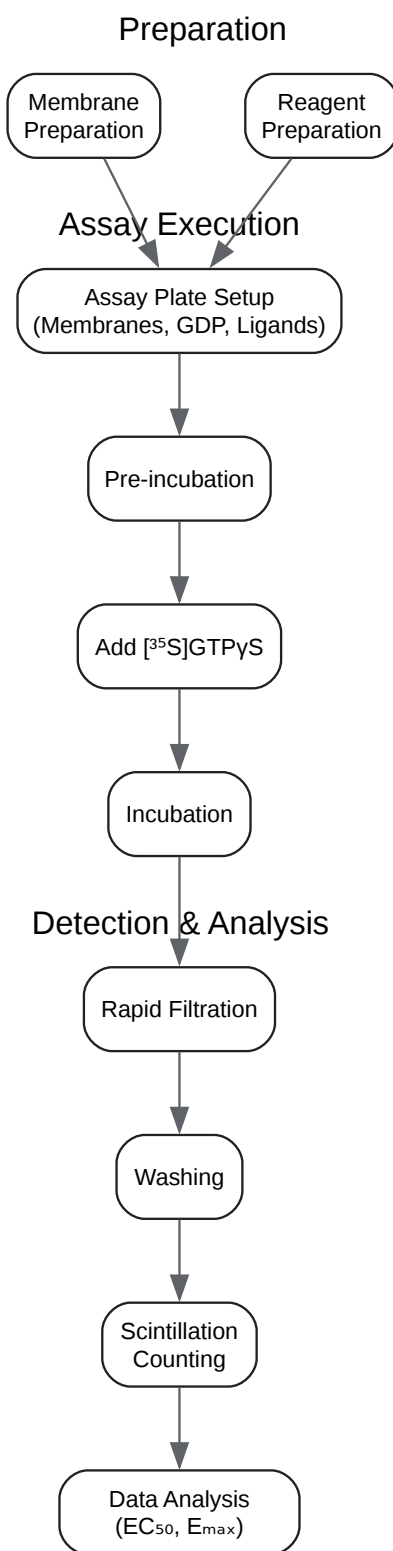 Preparation
Membrane
Preparation
Reagent
Preparation
Assay Execution
Assay Plate Setup
(Membranes, GDP, Ligands)
Pre-incubation
Add [³⁵S]GTPγS
Incubation
Detection & Analysis
Rapid Filtration
Washing
Scintillation
Counting
Data Analysis
(EC₅₀, Eₘₐₓ)